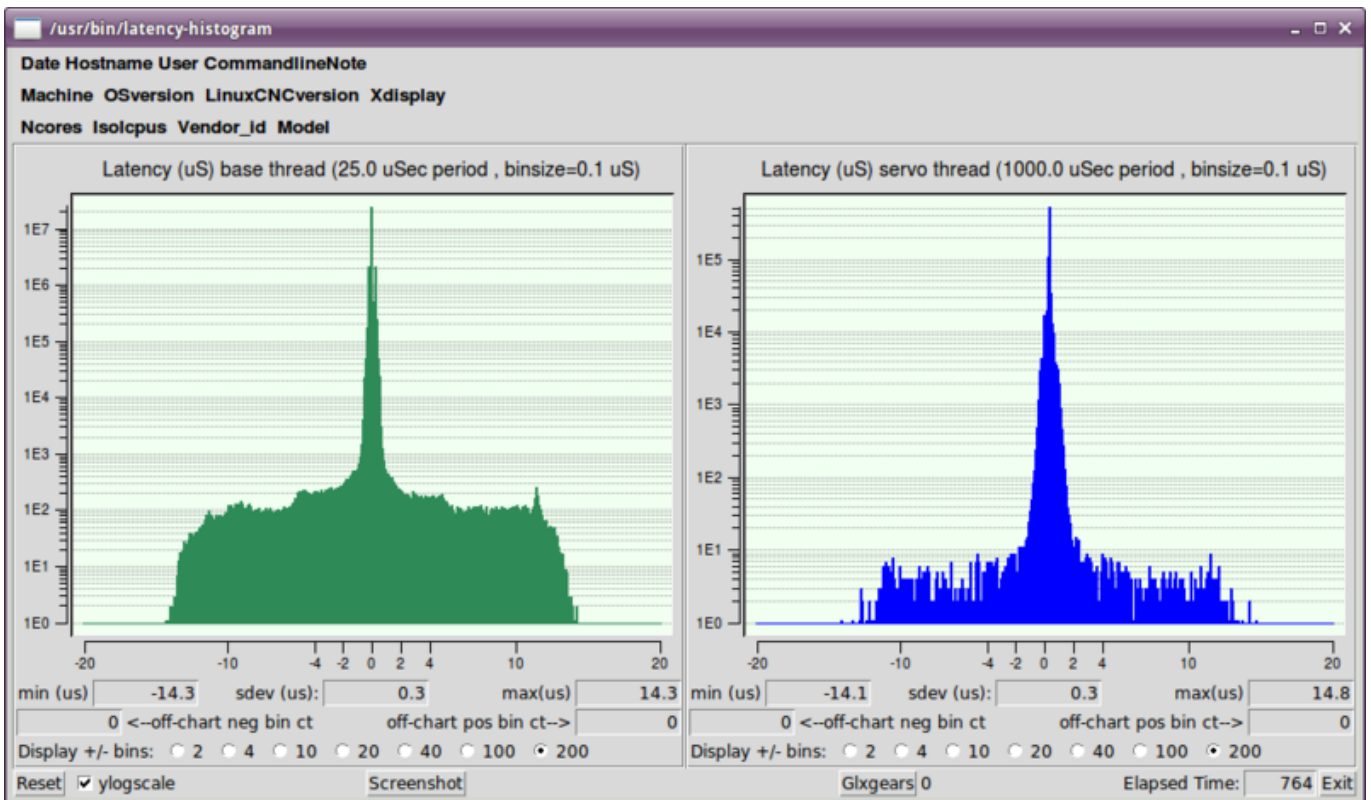 /usr/bin/latency-histogram
Date Hostname User CommandlineNote
Machine OSversion LinuxCNCversion Xdisplay
Ncores Isolcpus Vendor_id Model
Latency (uS) base thread (25.0 uSec period , binsize=0.1 uS)
1E7
1E6
1E5
1E4
1E3
1E2
1E1
1E0
-20 -10 -4 -2 0 2 4 10 20
min (us) -14.3 sdev (us): 0.3 max(us) 14.3
0 <--off-chart neg bin ct off-chart pos bin ct--> 0
Display +/- bins: 2 4 10 20 40 100 200
Latency (uS) servo thread (1000.0 uSec period , binsize=0.1 uS)
1E5
1E4
1E3
1E2
1E1
1E0
-20 -10 -4 -2 0 2 4 10 20
min (us) -14.1 sdev (us): 0.3 max(us) 14.8
0 <--off-chart neg bin ct off-chart pos bin ct--> 0
Display +/- bins: 2 4 10 20 40 100 200
Reset ylogscale Screenshot Glxgears 0 Elapsed Time: 764 Exit